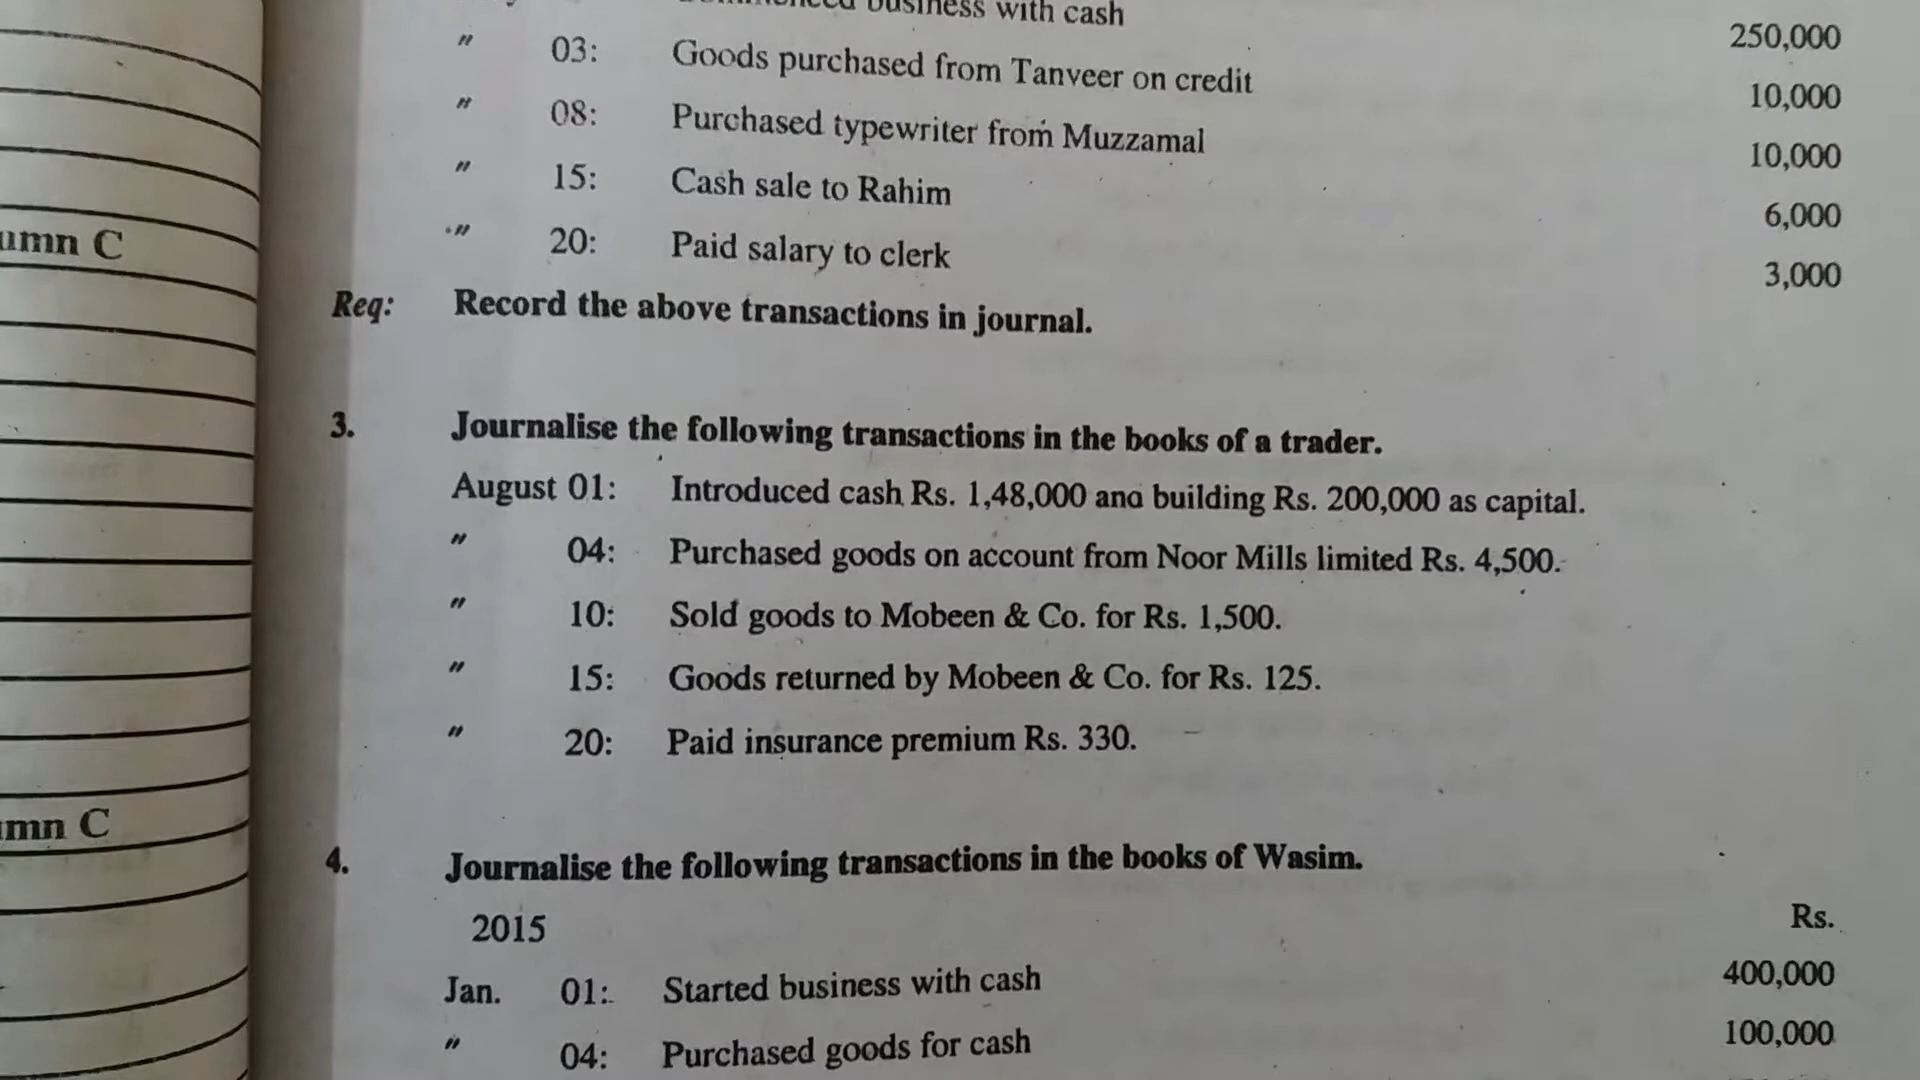 business with cash 250,000
" 03: Goods purchased from Tanveer on credit 10,000
" 08: Purchased typewriter from Muzzamal 10,000
" 15: Cash sale to Rahim 6,000
" 20: Paid salary to clerk 3,000
Req: Record the above transactions in journal.
3. Journalise the following transactions in the books of a trader.
August 01: Introduced cash Rs. 1,48,000 and building Rs. 200,000 as capital.
" 04: Purchased goods on account from Noor Mills limited Rs. 4,500.
" 10: Sold goods to Mobeen & Co. for Rs. 1,500.
" 15: Goods returned by Mobeen & Co. for Rs. 125.
" 20: Paid insurance premium Rs. 330.
4. Journalise the following transactions in the books of Wasim.
2015 Rs.
Jan. 01: Started business with cash 400,000
" 04: Purchased goods for cash 100,000
umn C
mn C